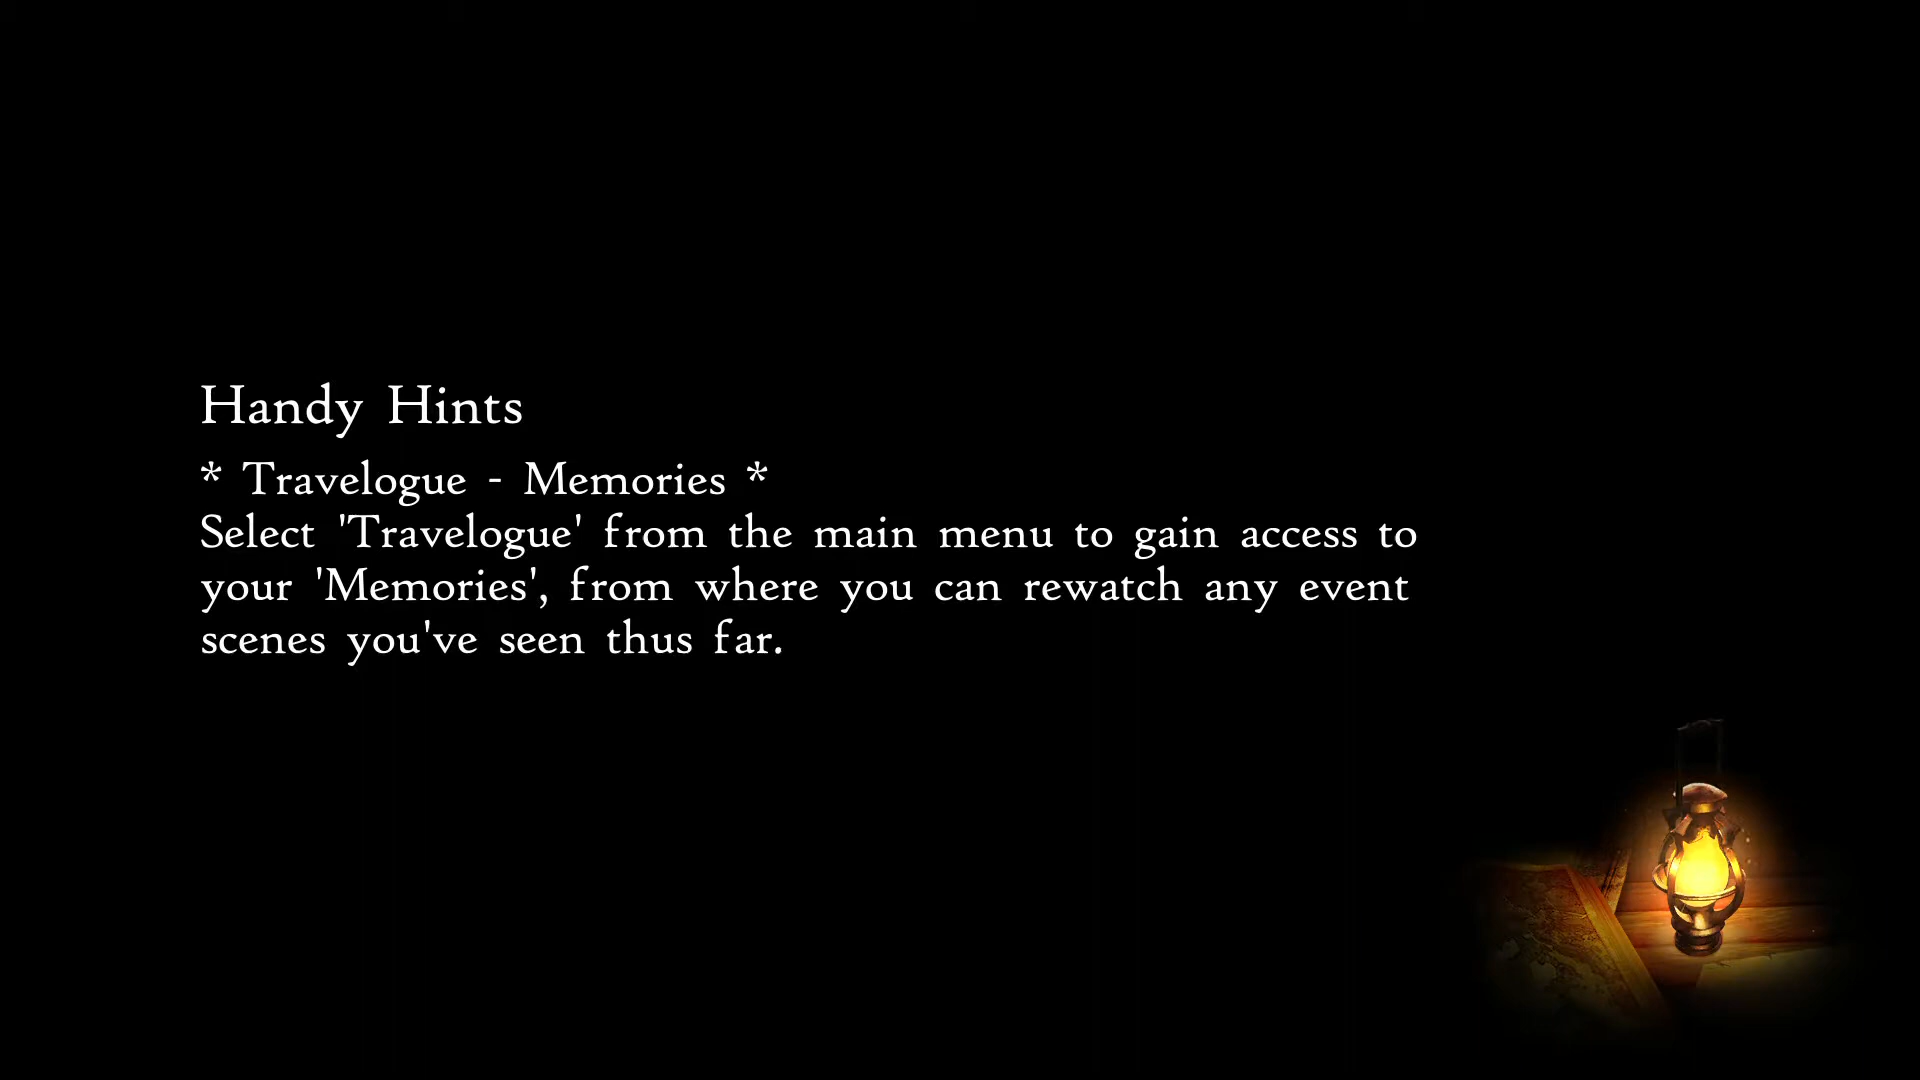 Handy Hints
* Travelogue - Memories *
Select 'Travelogue' from the main menu to gain access to
your 'Memories', from where you can rewatch any event
scenes you've seen thus far.